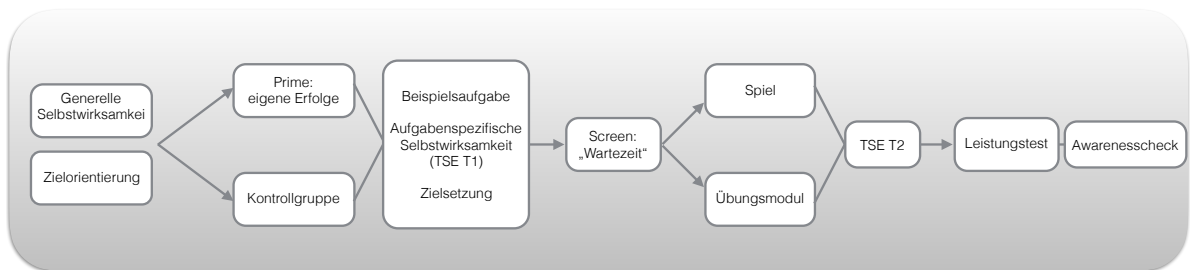 Generelle
Selbstwirksamkei
Zielorientierung
Prime:
eigene Erfolge
Kontrollgruppe
Beispielsaufgabe
Aufgabenspezifische
Selbstwirksamkeit
(TSE T1)
Zielsetzung
Screen:
„Wartezeit“
Spiel
Übungsmodul
TSE T2
Leistungstest
Awarenesscheck